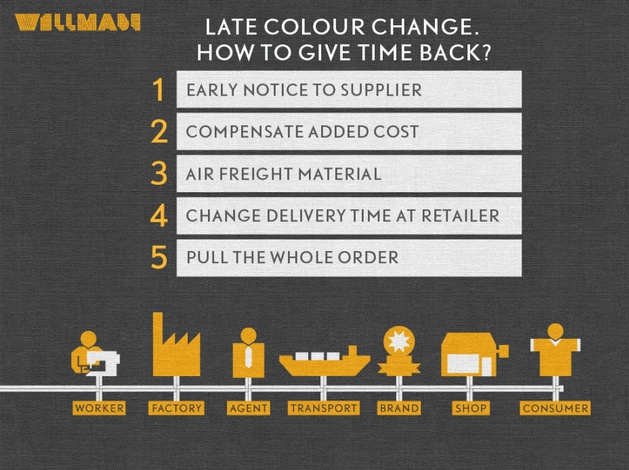 WELLMADE
LATE COLOUR CHANGE.
HOW TO GIVE TIME BACK?
1 EARLY NOTICE TO SUPPLIER
2 COMPENSATE ADDED COST
3 AIR FREIGHT MATERIAL
4 CHANGE DELIVERY TIME AT RETAILER
5 PULL THE WHOLE ORDER
WORKER FACTORY AGENT TRANSPORT BRAND SHOP CONSUMER